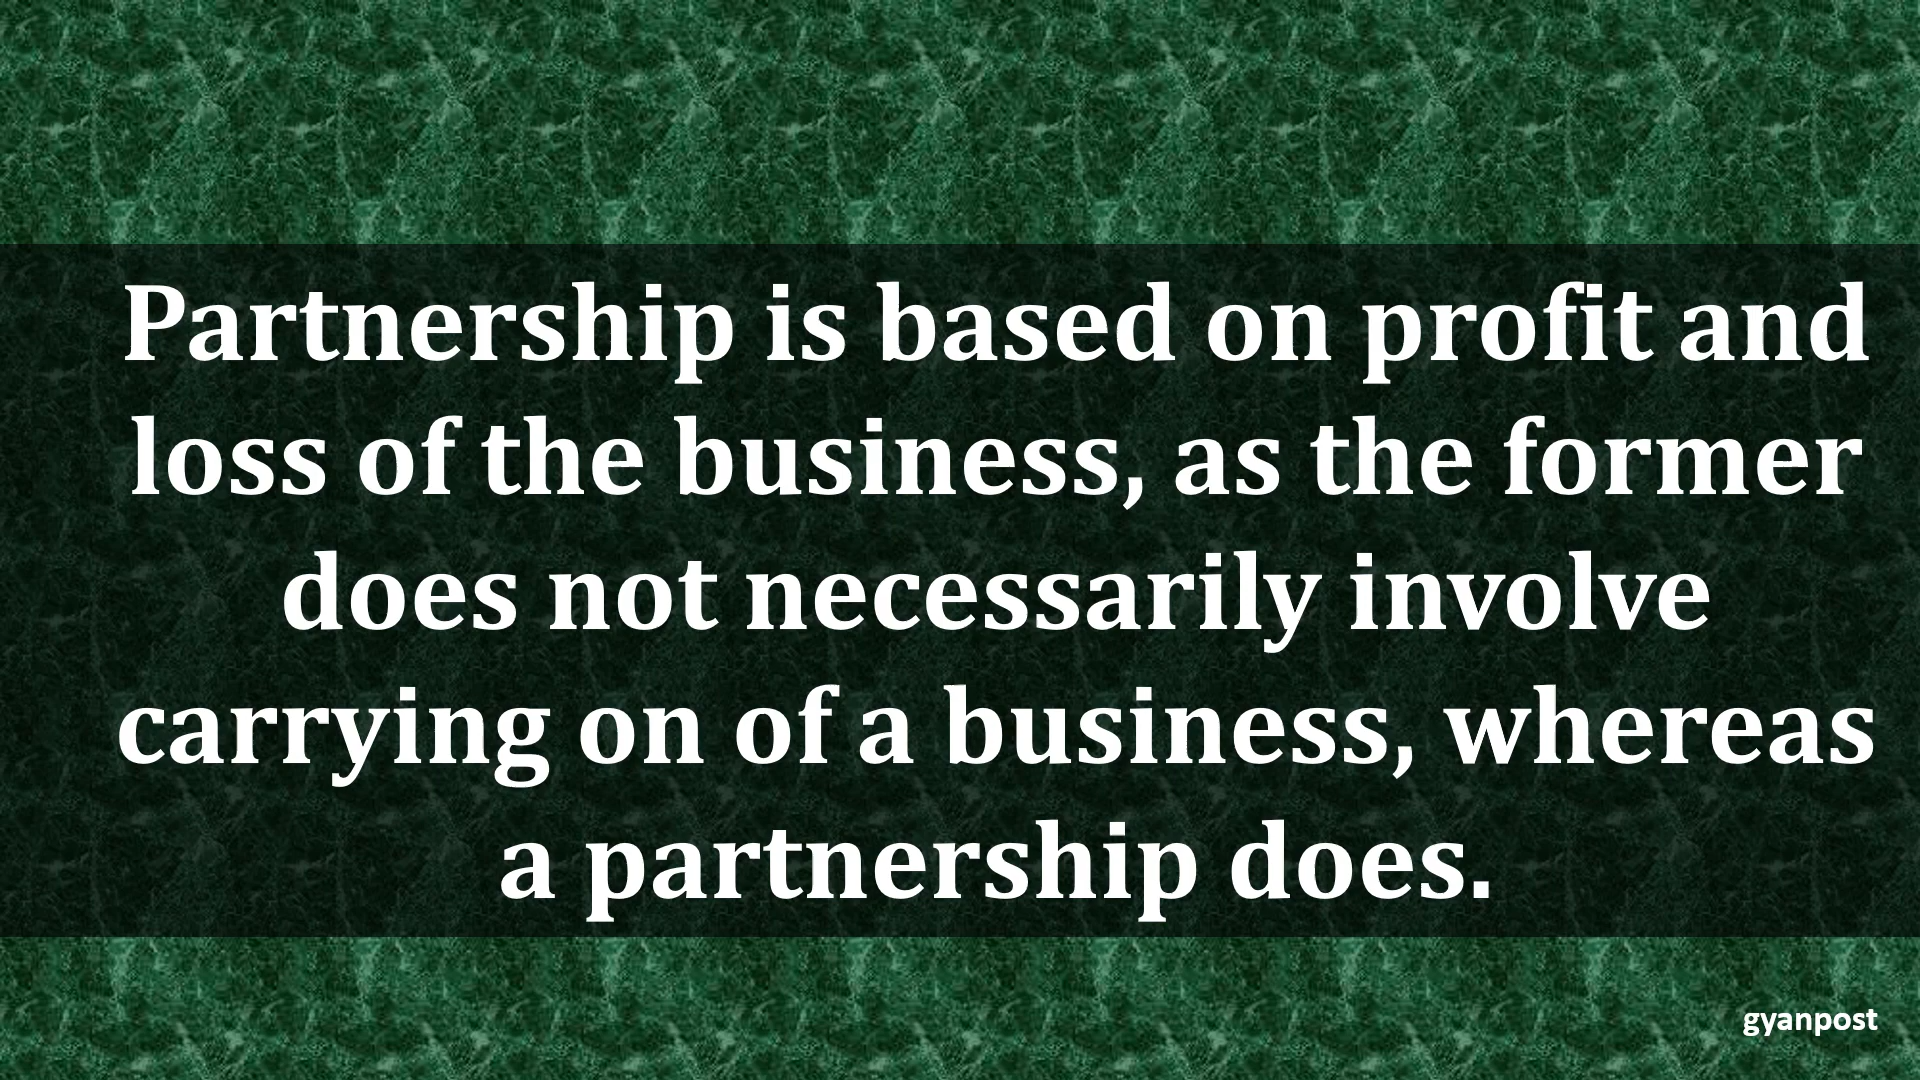 Partnership is based on profit and
loss of the business, as the former
does not necessarily involve
carrying on of a business, whereas
a partnership does.
gyanpost